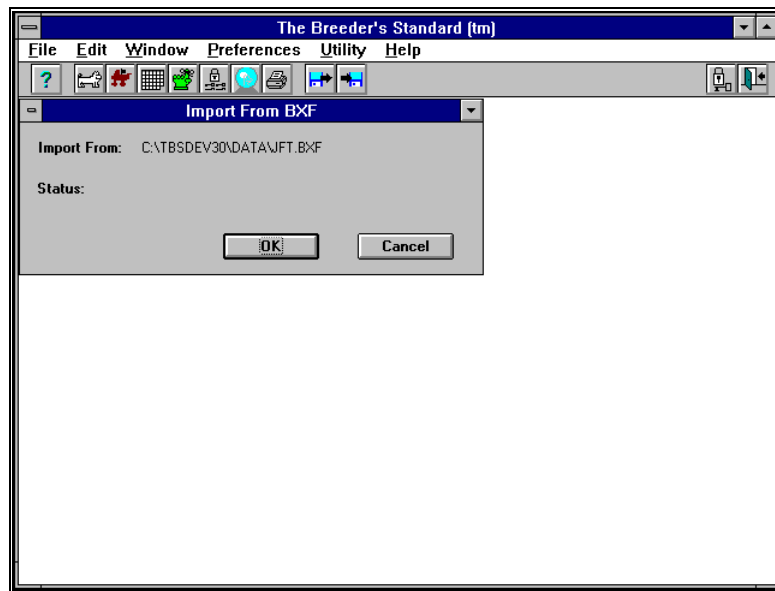 The Breeder's Standard (tm)
File Edit Window Preferences Utility Help
?
Import From BXF
Import From: C:\TBSDEV30\DATA\JFT.BXF
Status:
OK Cancel